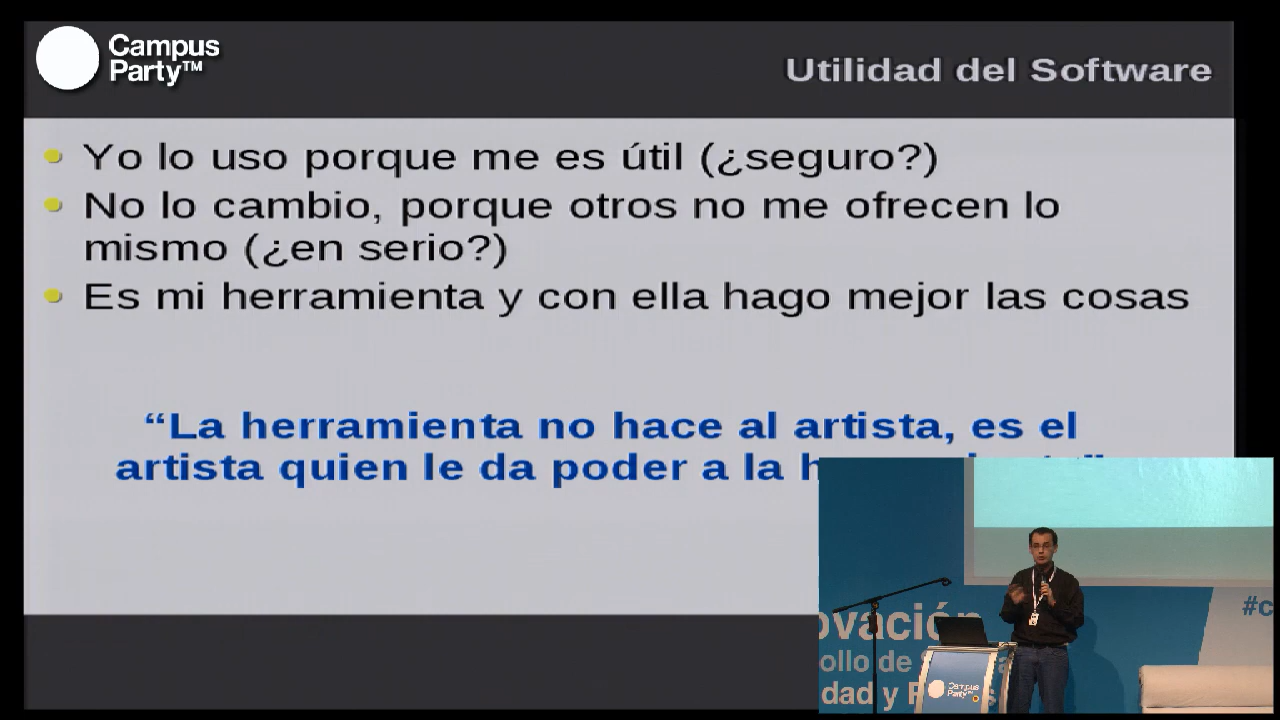 Campus
Party™
Utilidad del Software
Yo lo uso porque me es útil (¿seguro?)
No lo cambio, porque otros no me ofrecen lo
mismo (¿en serio?)
Es mi herramienta y con ella hago mejor las cosas
“La herramienta no hace al artista, es el
artista quien le da poder a la
ovación
#c
ollo de
dad y
Campus
Party™